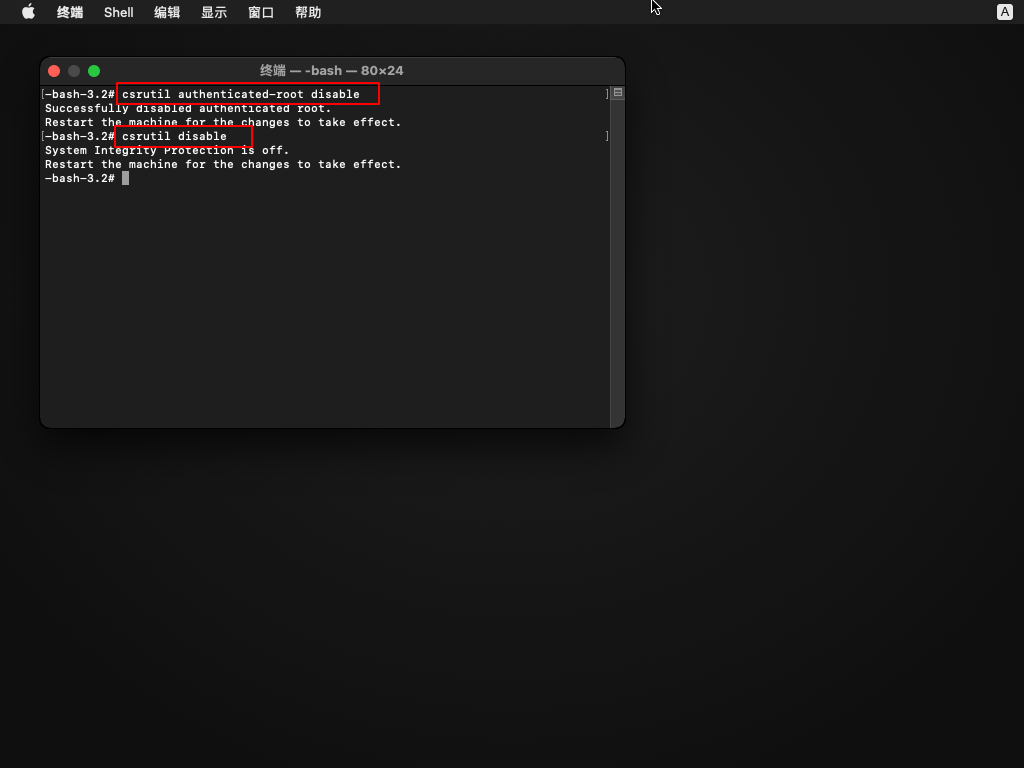 终端 Shell 编辑 显示 窗口 帮助 A
终端 — -bash — 80×24
[-bash-3.2# csrutil authenticated-root disable ]
Successfully disabled authenticated root.
Restart the machine for the changes to take effect.
[-bash-3.2# csrutil disable ]
System Integrity Protection is off.
Restart the machine for the changes to take effect.
-bash-3.2#